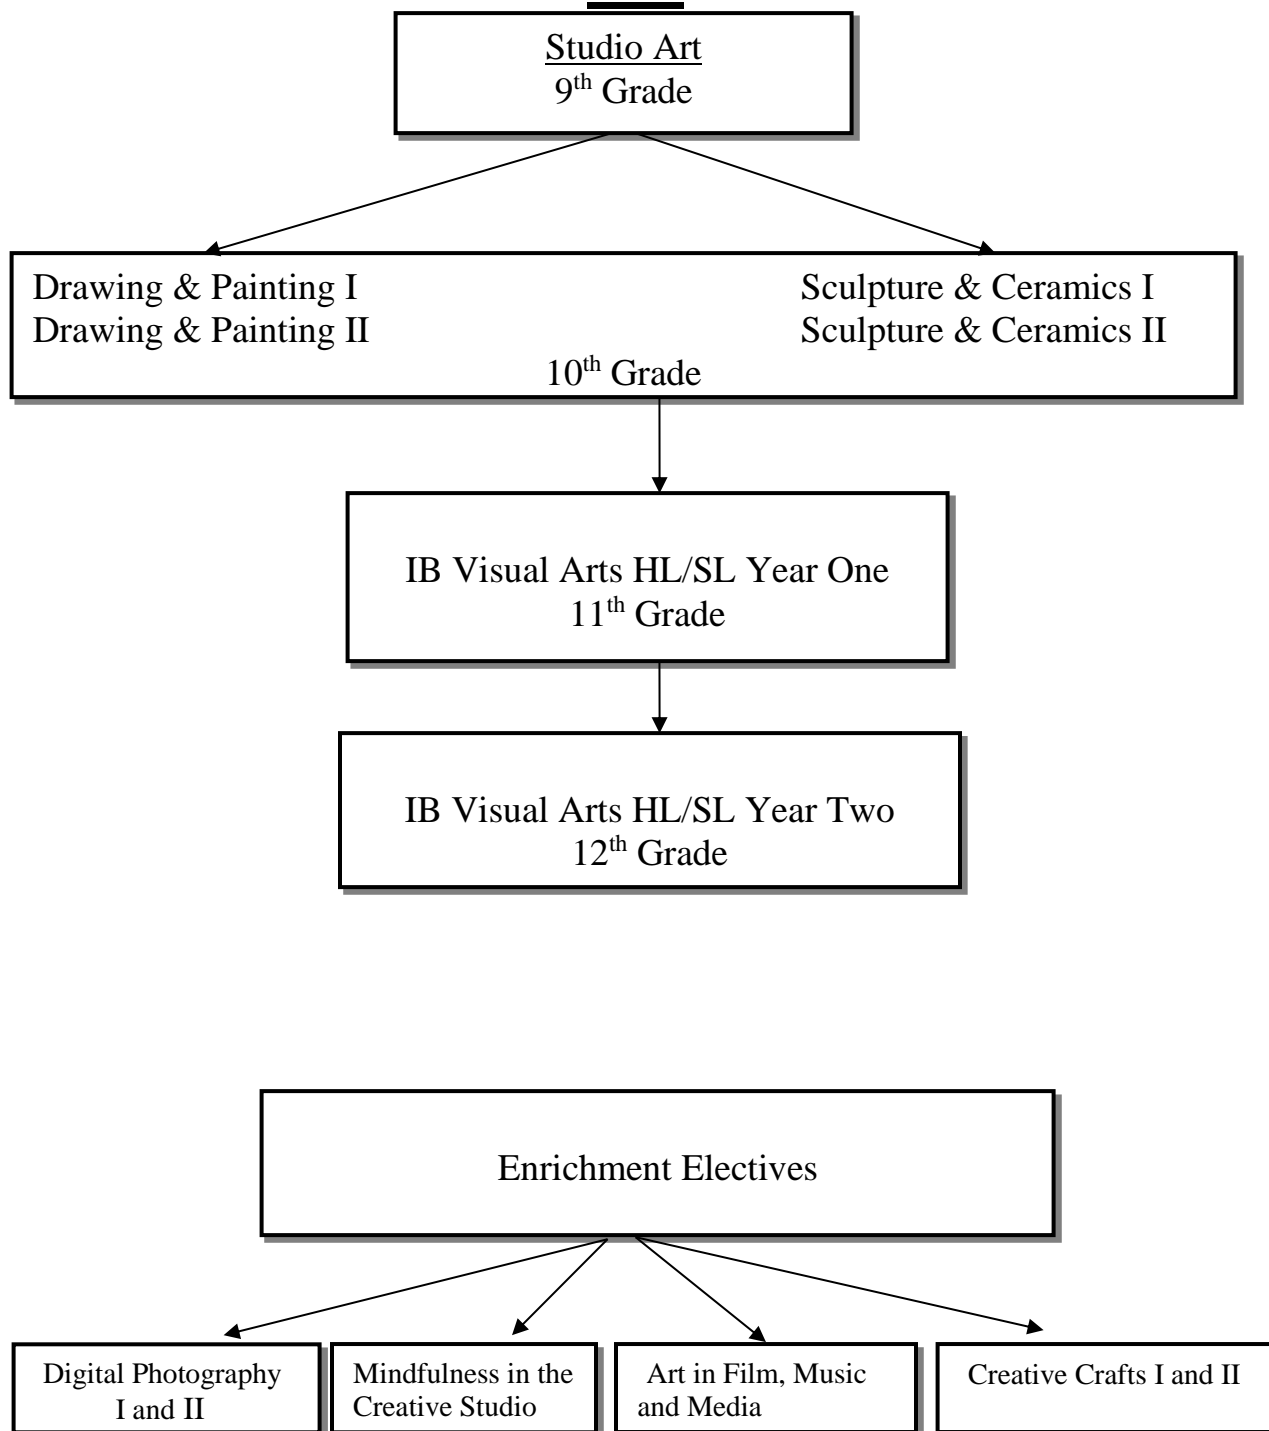 Studio Art
9th Grade
Drawing & Painting I
Sculpture & Ceramics I
Drawing & Painting II
Sculpture & Ceramics II
10th Grade
IB Visual Arts HL/SL Year One
11th Grade
IB Visual Arts HL/SL Year Two
12th Grade
Enrichment Electives
Digital Photography
I and II
Mindfulness in the
Creative Studio
Art in Film, Music
and Media
Creative Crafts I and II